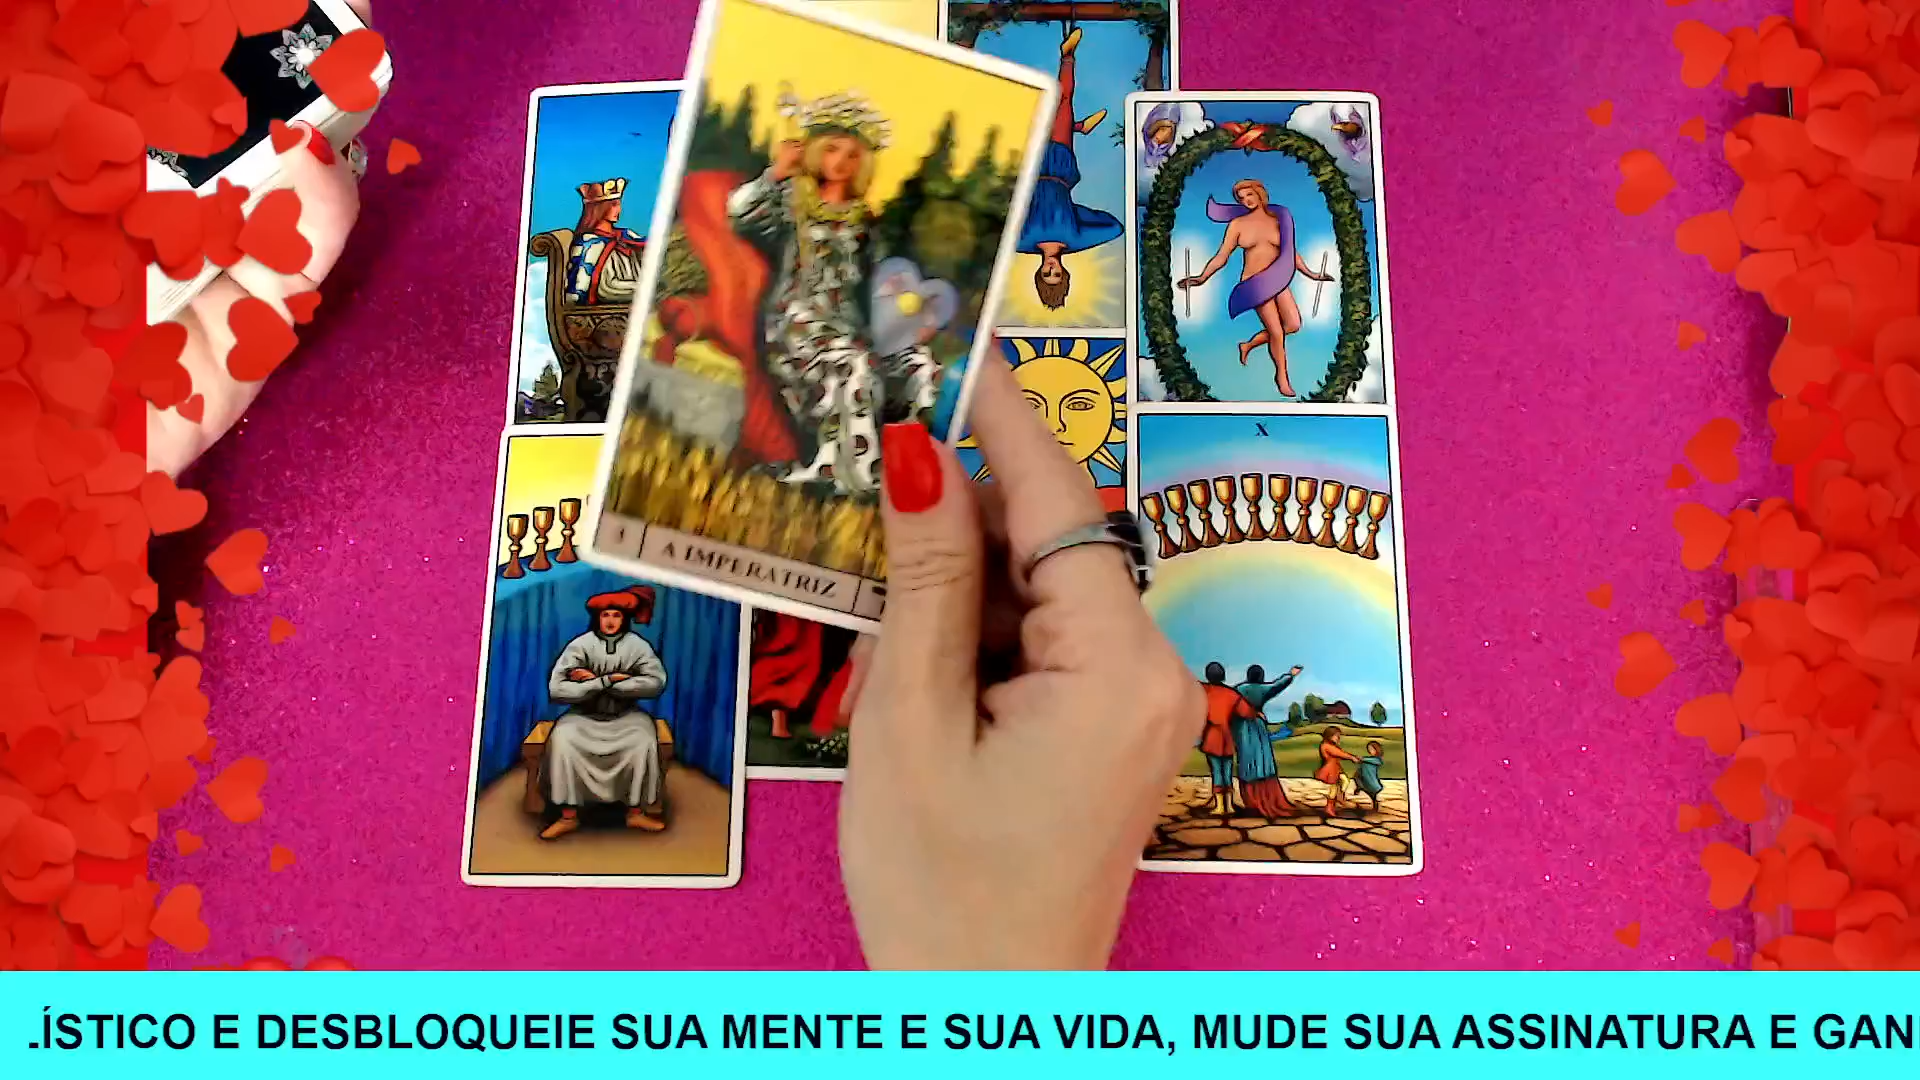 X
A IMPERATRIZ
.ÍSTICO E DESBLOQUEIE SUA MENTE E SUA VIDA, MUDE SUA ASSINATURA E GAN